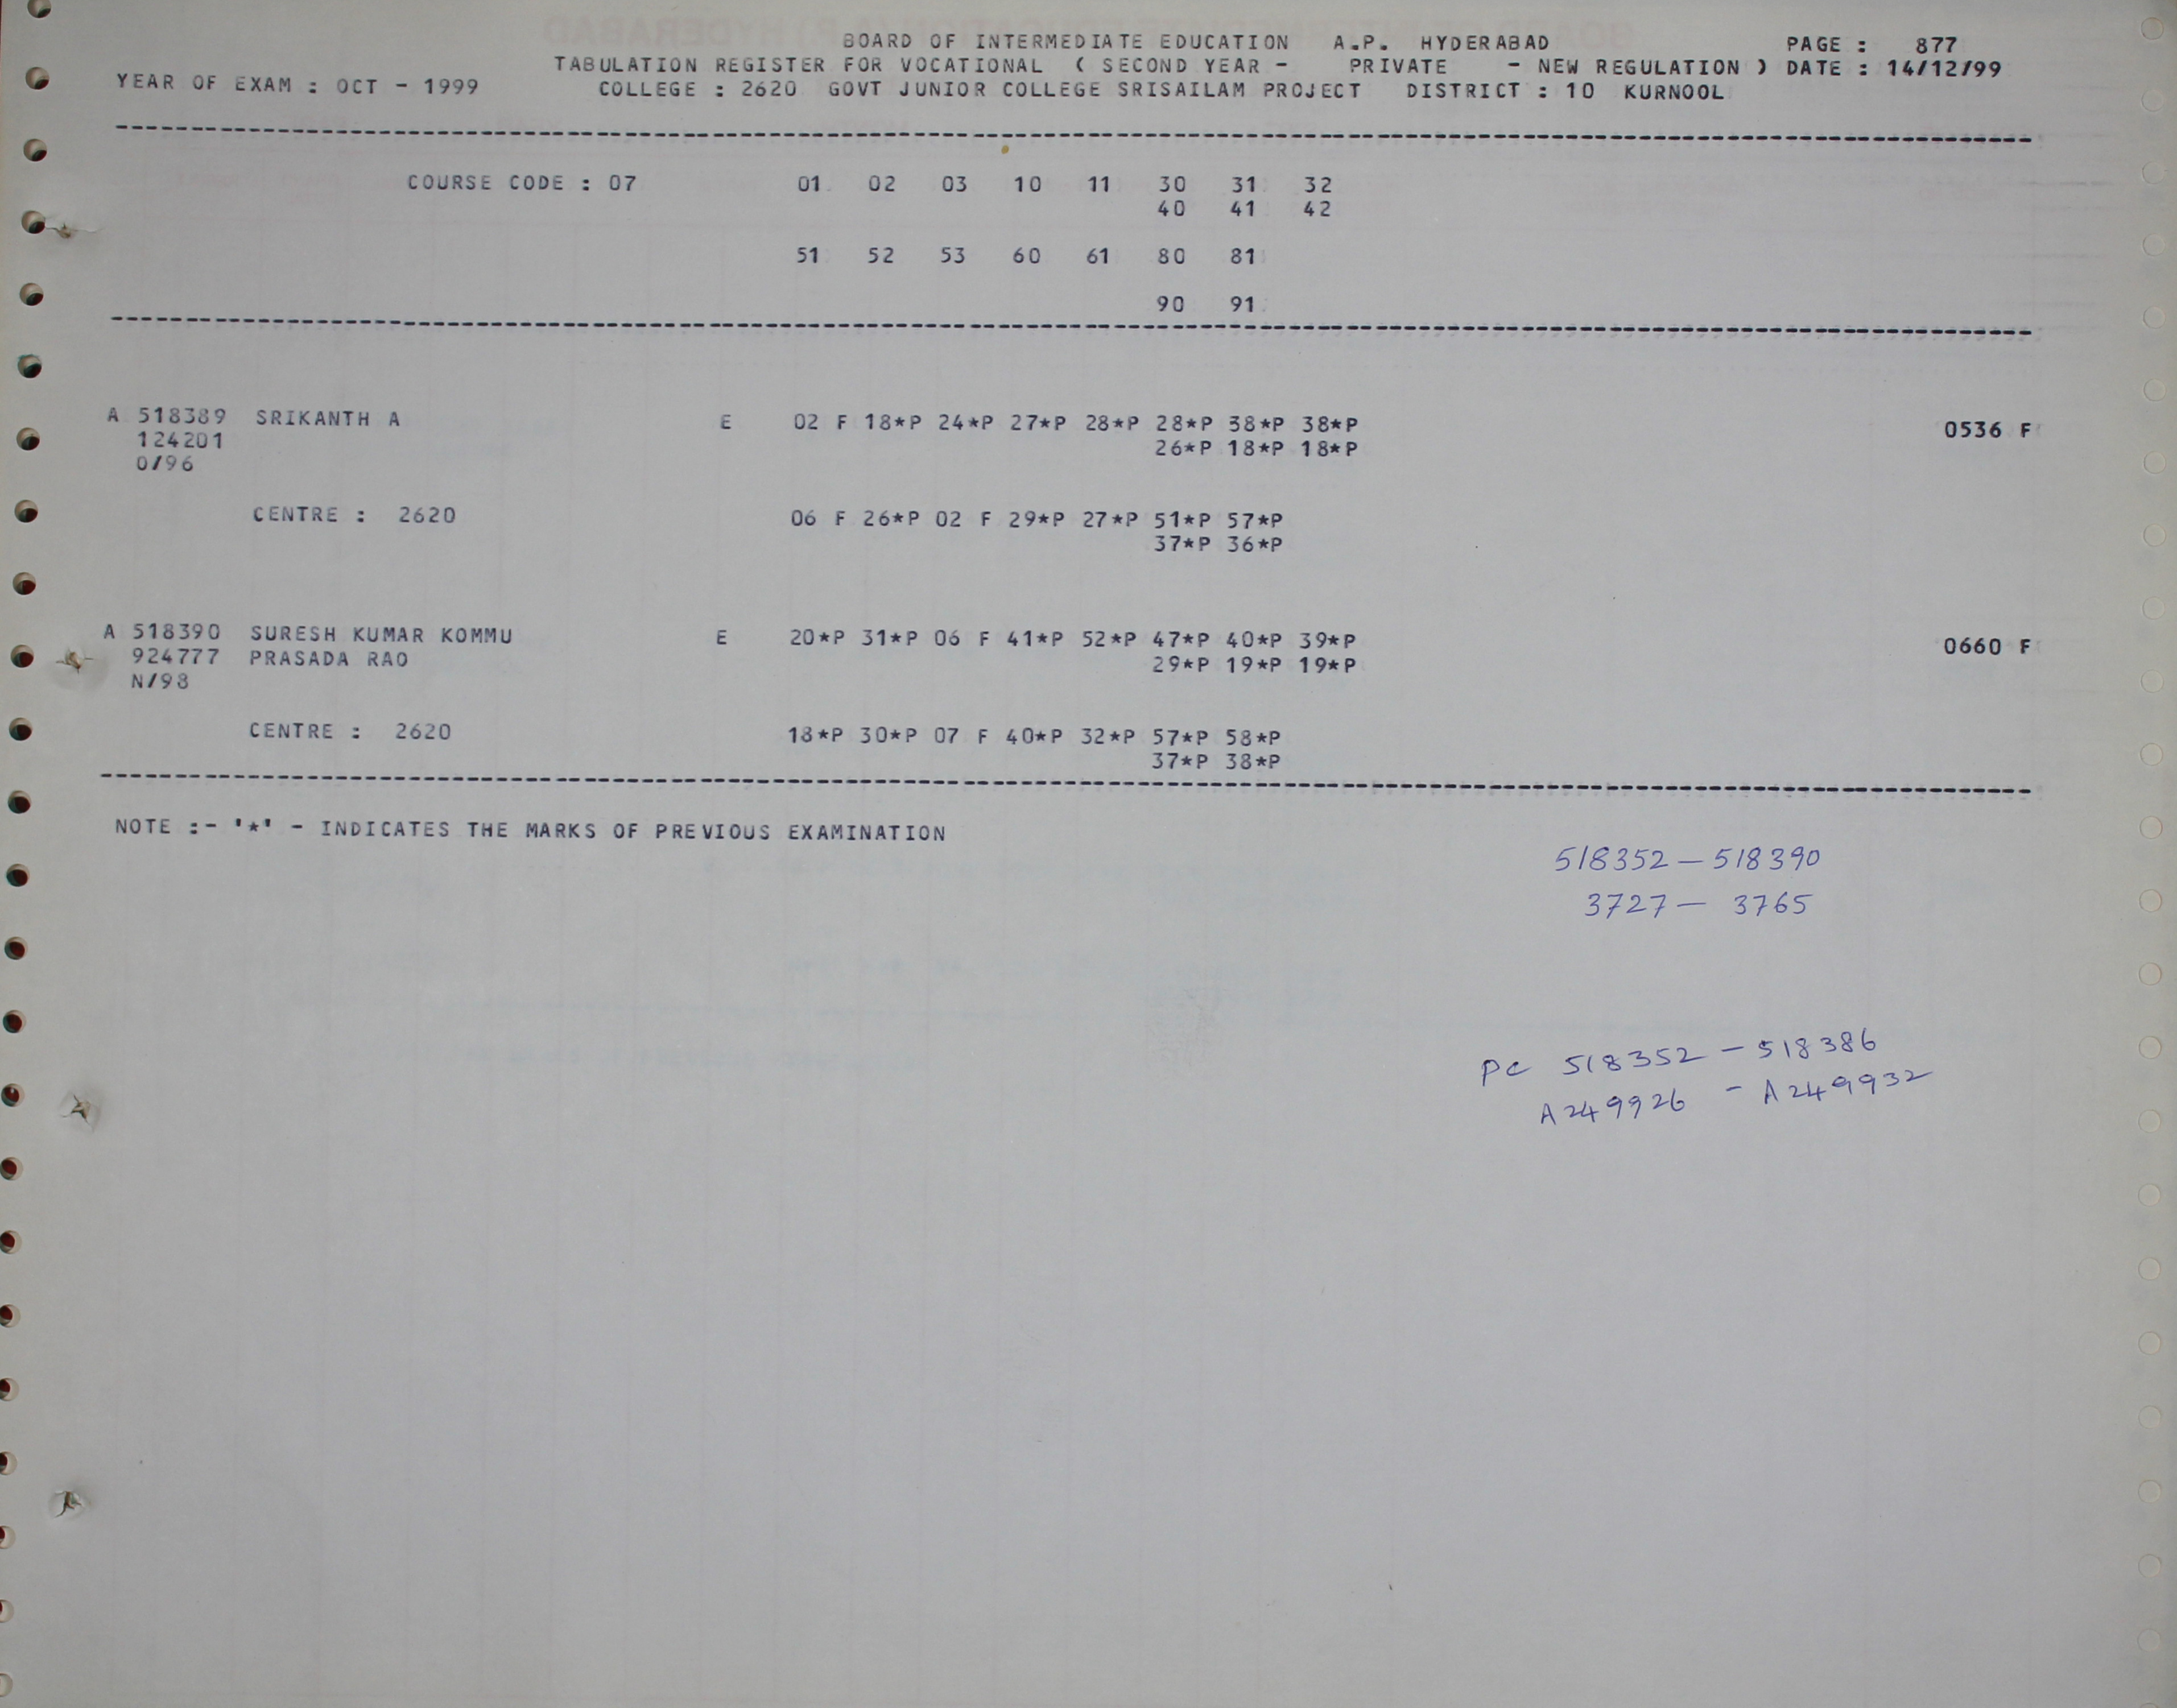 BOARD OF INTERMEDIATE EDUCATION A.P. HYDERABAD PAGE : 877
TABULATION REGISTER FOR VOCATIONAL ( SECOND YEAR - PRIVATE - NEW REGULATION ) DATE : 14/12/99
YEAR OF EXAM : OCT - 1999 COLLEGE : 2620 GOVT JUNIOR COLLEGE SRISAILAM PROJECT DISTRICT : 10 KURNOOL
COURSE CODE : 07 01 02 03 10 11 30 31 32
40 41 42
51 52 53 60 61 80 81
90 91
A 518389 SRIKANTH A E 02 F 18*P 24*P 27*P 28*P 28*P 38*P 38*P 0536 F
124201 26*P 18*P 18*P
0/96
CENTRE : 2620 06 F 26*P 02 F 29*P 27*P 51*P 57*P
37*P 36*P
A 518390 SURESH KUMAR KOMMU E 20*P 31*P 06 F 41*P 52*P 47*P 40*P 39*P 0660 F
924777 PRASADA RAO 29*P 19*P 19*P
N/98
CENTRE : 2620 18*P 30*P 07 F 40*P 32*P 57*P 58*P
37*P 38*P
NOTE :- '*' - INDICATES THE MARKS OF PREVIOUS EXAMINATION
518352 — 518390
3727 — 3765
PC 518352 - 518386
A249926 - A249932